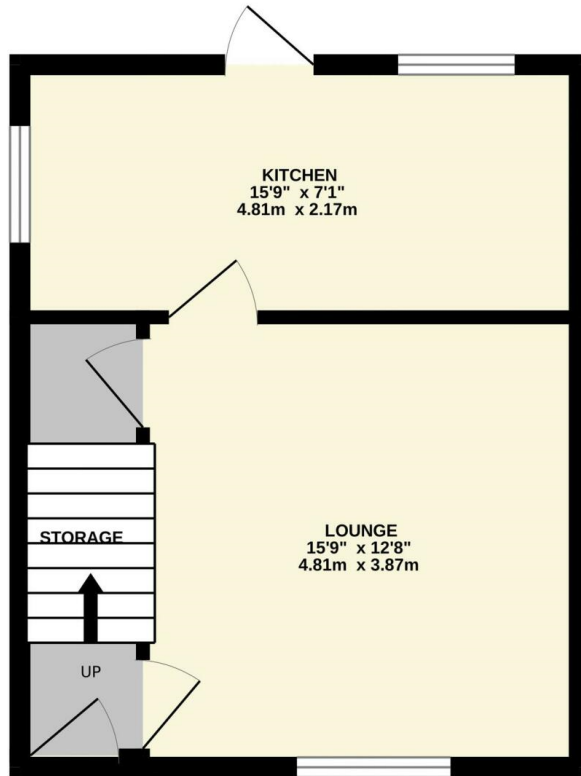 KITCHEN
15'9" x 7'1"
4.81m x 2.17m
STORAGE
LOUNGE
15'9" x 12'8"
4.81m x 3.87m
UP